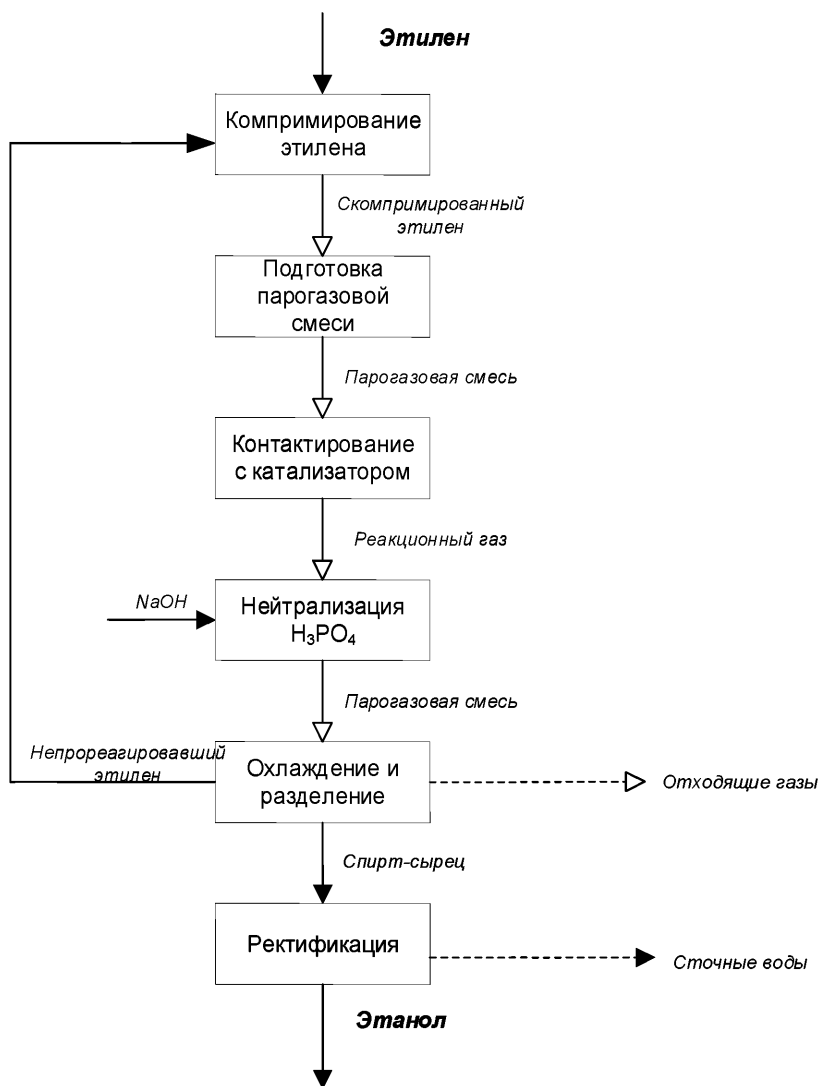 Этилен
Компримирование
этилена
Скомпримированный
этилен
Подготовка
парогазовой
смеси
Парогазовая смесь
Контактирование
с катализатором
Реакционный газ
NaOH
Нейтрализация
H₃PO₄
Парогазовая смесь
Непрореагировавший
этилен
Охлаждение и
разделение
Отходящие газы
Спирт-сырец
Ректификация
Сточные воды
Этанол